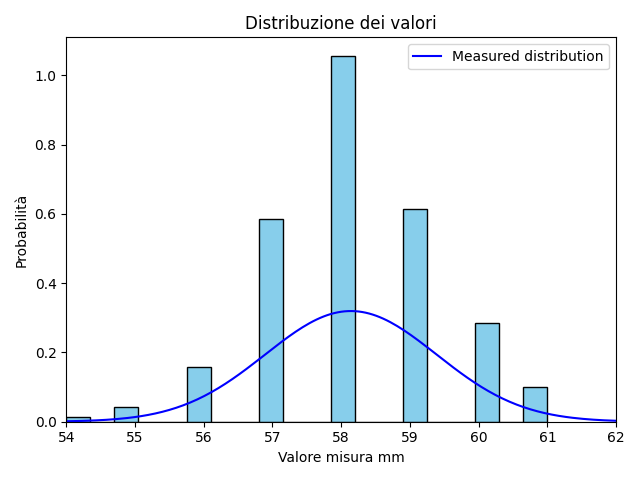 Distribuzione dei valori
Measured distribution
Probabilità
1.0
0.8
0.6
0.4
0.2
0.0
54 55 56 57 58 59 60 61 62
Valore misura mm